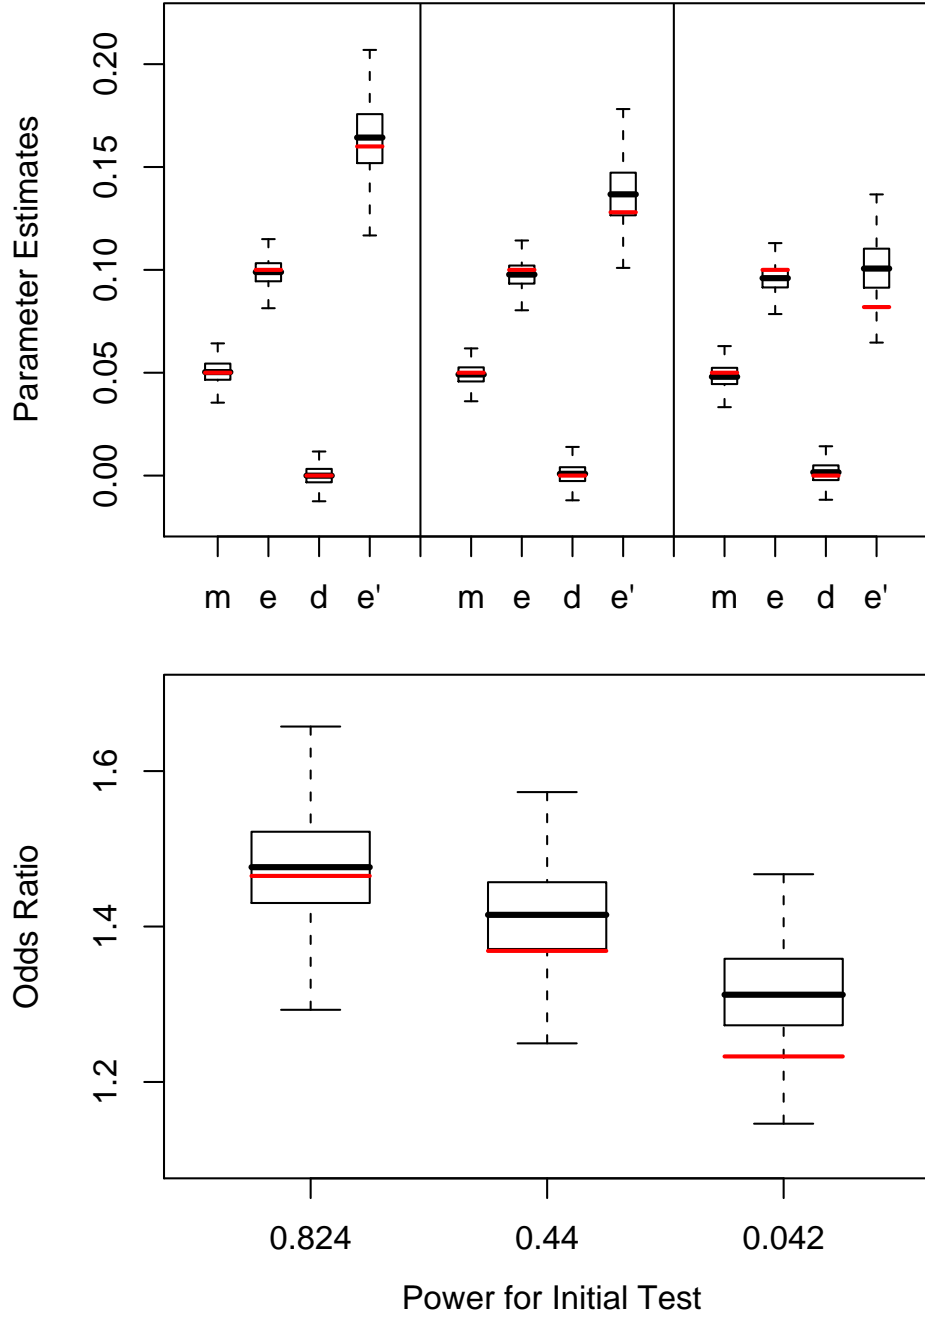 Parameter Estimates
0.20
0.15
0.10
0.05
0.00
m e d e' m e d e' m e d e'
Odds Ratio
1.6
1.4
1.2
0.824 0.44 0.042
Power for Initial Test